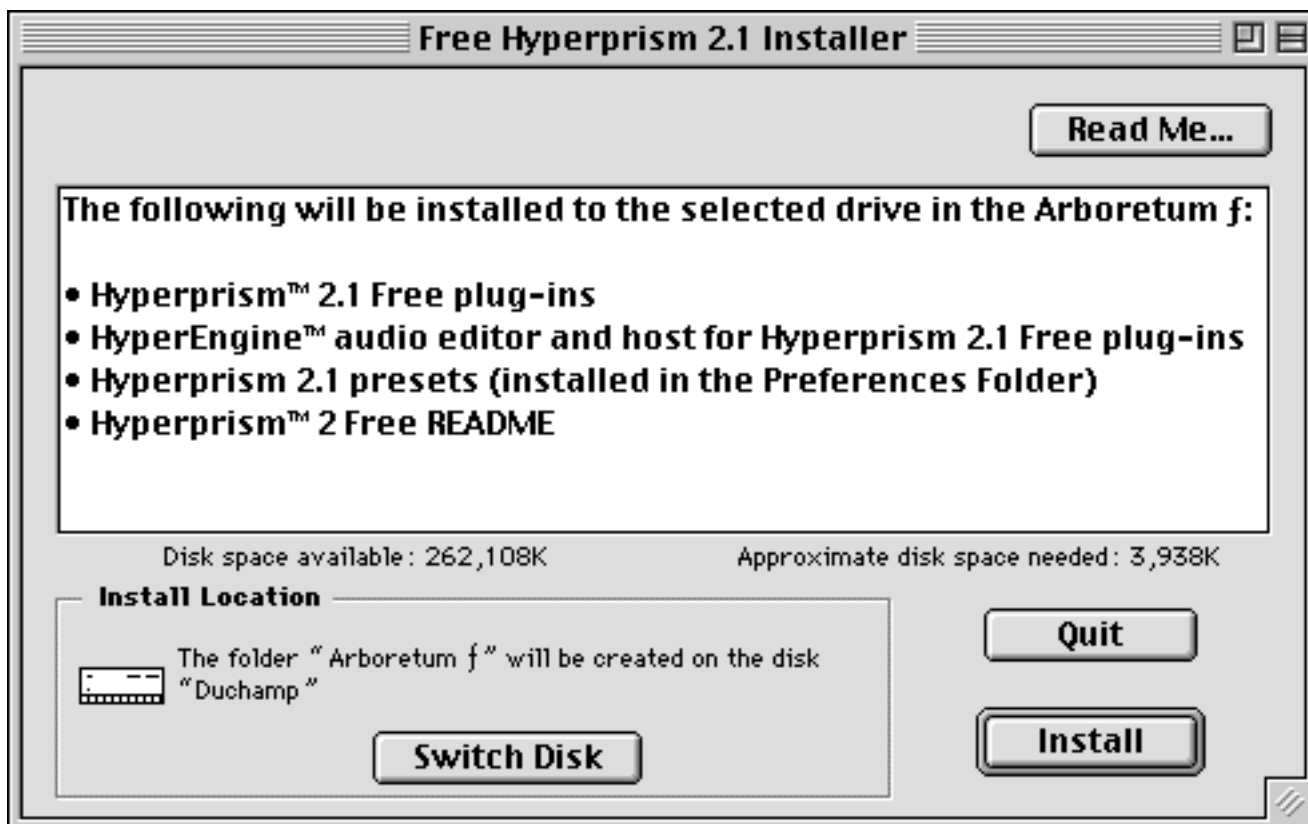 Free Hyperprism 2.1 Installer
Read Me...
The following will be installed to the selected drive in the Arboretum ƒ:
• Hyperprism™ 2.1 Free plug-ins
• HyperEngine™ audio editor and host for Hyperprism 2.1 Free plug-ins
• Hyperprism 2.1 presets (installed in the Preferences Folder)
• Hyperprism™ 2 Free README
Disk space available: 262,108K
Approximate disk space needed: 3,938K
Install Location
The folder "Arboretum ƒ" will be created on the disk
"Duchamp"
Switch Disk
Quit
Install